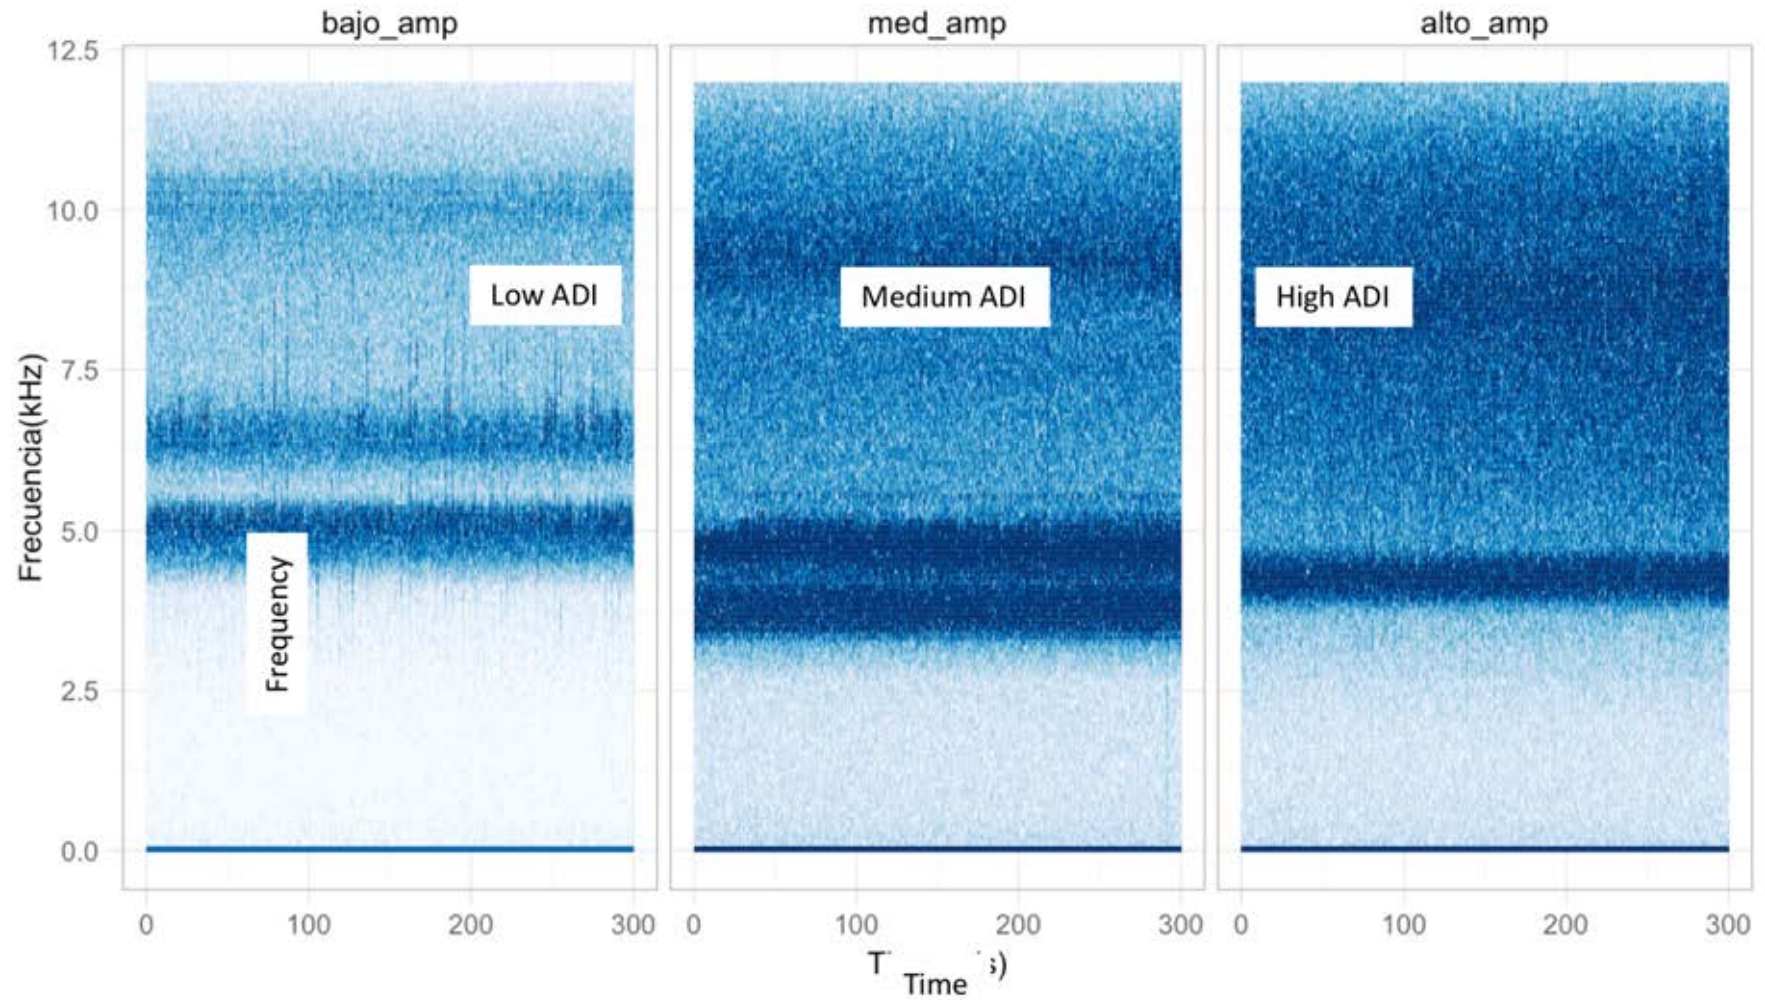 bajo_amp
med_amp
alto_amp
12.5
10.0
7.5
5.0
2.5
0.0
Frecuencia(kHz)
Low ADI
Medium ADI
High ADI
Frequency
0 100 200 300
0 100 200 300
0 100 200 300
Time